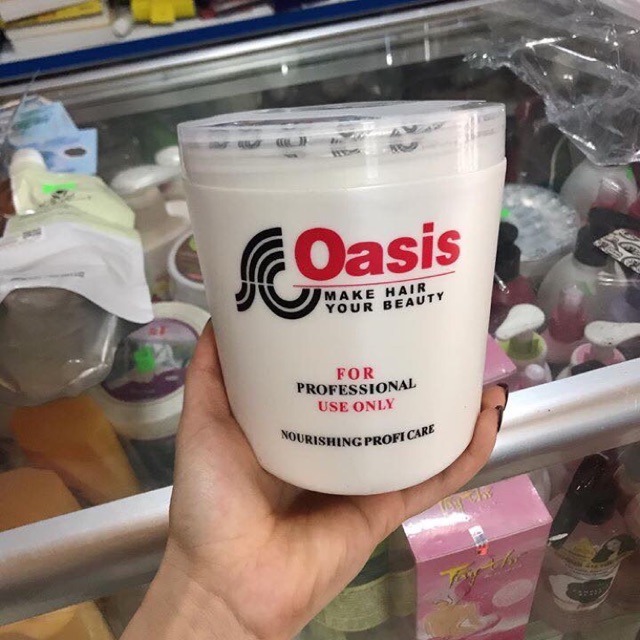 Oasis
MAKE HAIR
YOUR BEAUTY
FOR
PROFESSIONAL
USE ONLY
NOURISHING PROFI CARE